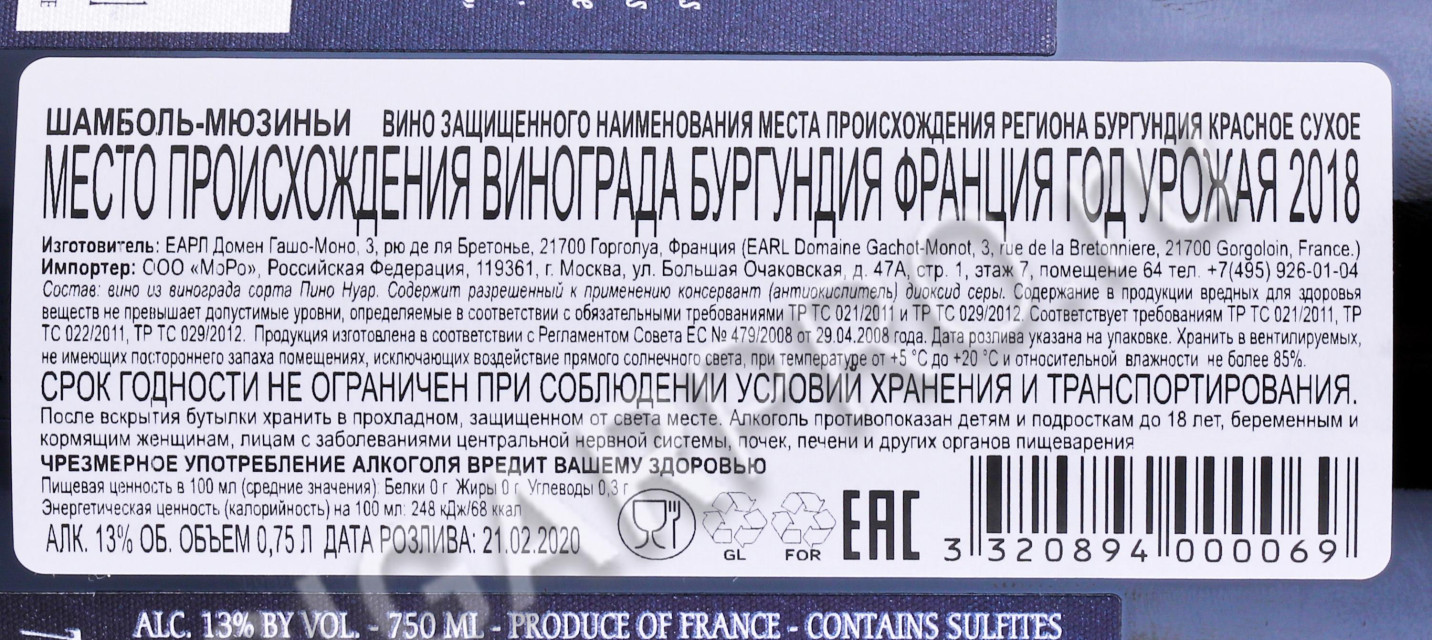 ШАМБОЛЬ-МЮЗИНЬИ ВИНО ЗАЩИЩЕННОГО НАИМЕНОВАНИЯ МЕСТА ПРОИСХОЖДЕНИЯ РЕГИОНА БУРГУНДИЯ КРАСНОЕ СУХОЕ
МЕСТО ПРОИСХОЖДЕНИЯ ВИНОГРАДА БУРГУНДИЯ ФРАНЦИЯ ГОД УРОЖАЯ 2018
Изготовитель: ЕАРЛ Домен Гашо-Моно, 3, рю де ля Бретонье, 21700 Горголуа, Франция (EARL Domaine Gachot-Monot, 3, rue de la Bretonniere, 21700 Gorgoloin, France.)
Импортер: ООО «МоРо», Российская Федерация, 119361, г. Москва, ул. Большая Очаковская, д. 47А, стр. 1, этаж 7, помещение 64 тел. +7(495) 926-01-04
Состав: вино из винограда сорта Пино Нуар. Содержит разрешенный к применению консервант (антиокислитель) диоксид серы. Содержание в продукции вредных для здоровья
веществ не превышает допустимые уровни, определяемые в соответствии с обязательными требованиями ТР ТС 021/2011 и ТР ТС 029/2012. Соответствует требованиям ТР ТС 021/2011, ТР
ТС 022/2011, ТР ТС 029/2012. Продукция изготовлена в соответствии с Регламентом Совета ЕС № 479/2008 от 29.04.2008 года. Дата розлива указана на упаковке. Хранить в вентилируемых,
не имеющих постороннего запаха помещениях, исключающих воздействие прямого солнечного света, при температуре от +5 °С до +20 °С и относительной влажности не более 85%.
СРОК ГОДНОСТИ НЕ ОГРАНИЧЕН ПРИ СОБЛЮДЕНИИ УСЛОВИЙ ХРАНЕНИЯ И ТРАНСПОРТИРОВАНИЯ.
После вскрытия бутылки хранить в прохладном, защищенном от света месте. Алкоголь противопоказан детям и подросткам до 18 лет, беременным и
кормящим женщинам, лицам с заболеваниями центральной нервной системы, почек, печени и других органов пищеварения
ЧРЕЗМЕРНОЕ УПОТРЕБЛЕНИЕ АЛКОГОЛЯ ВРЕДИТ ВАШЕМУ ЗДОРОВЬЮ
Пищевая ценность в 100 мл (средние значения): Белки 0 г Жиры 0 г Углеводы 0,3 г
Энергетическая ценность (калорийность) на 100 мл: 248 кДж/68 ккал
АЛК. 13% ОБ. ОБЪЕМ 0,75 Л ДАТА РОЗЛИВА: 21.02.2020
GL FOR EAC 3 320894 000069
ALC. 13% BY VOL. - 750 ML - PRODUCE OF FRANCE - CONTAINS SULFITES